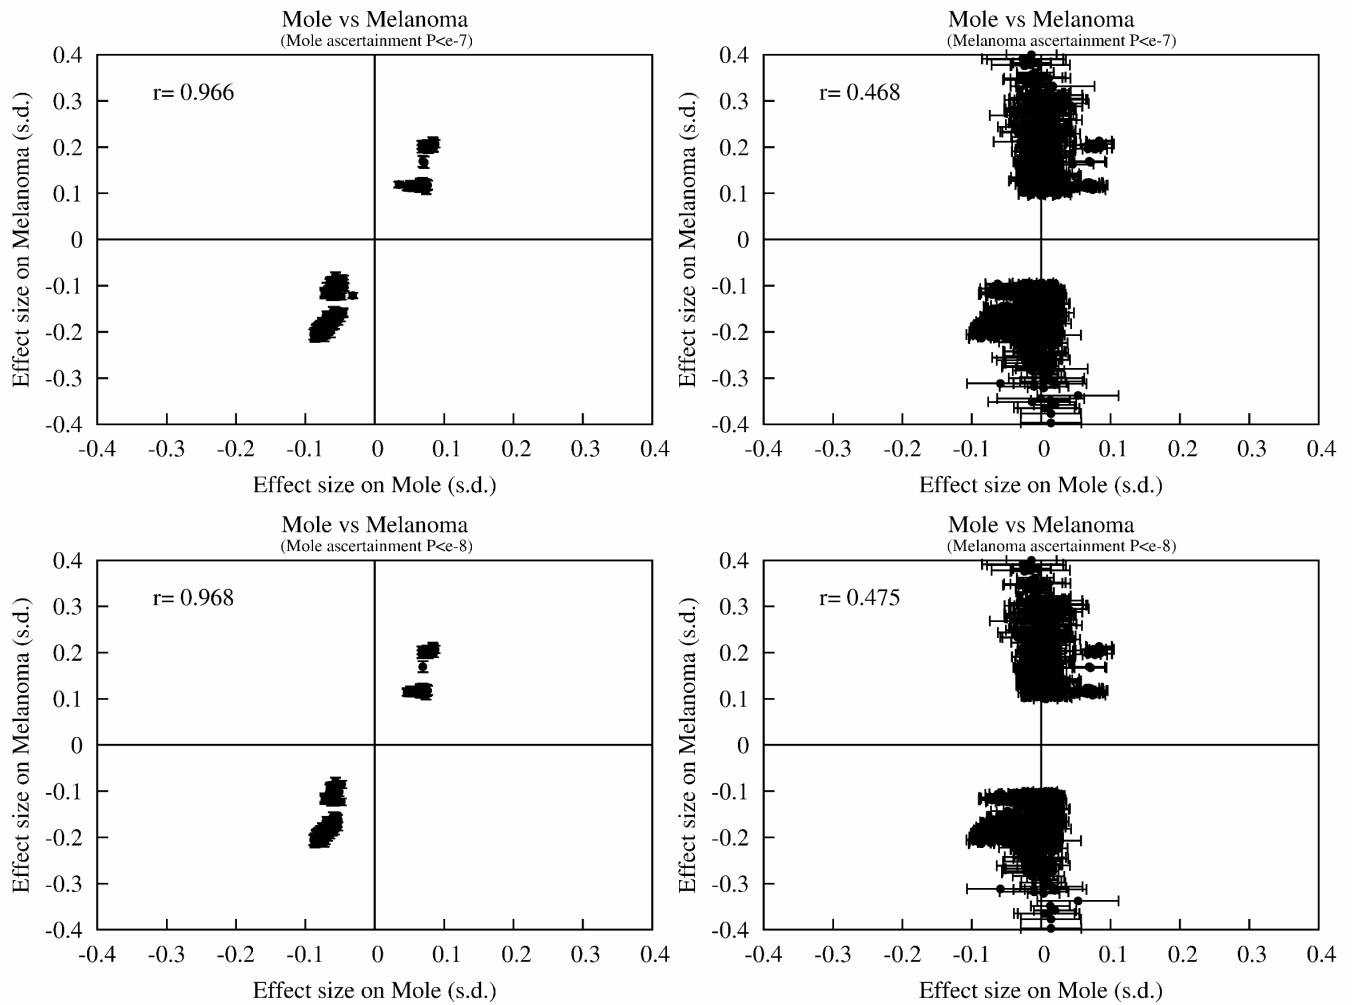 Mole vs Melanoma
(Mole ascertainment P<e-7)
r= 0.966
0.4
0.3
0.2
0.1
0
-0.1
-0.2
-0.3
-0.4
-0.4 -0.3 -0.2 -0.1 0 0.1 0.2 0.3 0.4
Effect size on Melanoma (s.d.)
Effect size on Mole (s.d.)
Mole vs Melanoma
(Melanoma ascertainment P<e-7)
r= 0.468
0.4
0.3
0.2
0.1
0
-0.1
-0.2
-0.3
-0.4
-0.4 -0.3 -0.2 -0.1 0 0.1 0.2 0.3 0.4
Effect size on Melanoma (s.d.)
Effect size on Mole (s.d.)
Mole vs Melanoma
(Mole ascertainment P<e-8)
r= 0.968
0.4
0.3
0.2
0.1
0
-0.1
-0.2
-0.3
-0.4
-0.4 -0.3 -0.2 -0.1 0 0.1 0.2 0.3 0.4
Effect size on Melanoma (s.d.)
Effect size on Mole (s.d.)
Mole vs Melanoma
(Melanoma ascertainment P<e-8)
r= 0.475
0.4
0.3
0.2
0.1
0
-0.1
-0.2
-0.3
-0.4
-0.4 -0.3 -0.2 -0.1 0 0.1 0.2 0.3 0.4
Effect size on Melanoma (s.d.)
Effect size on Mole (s.d.)